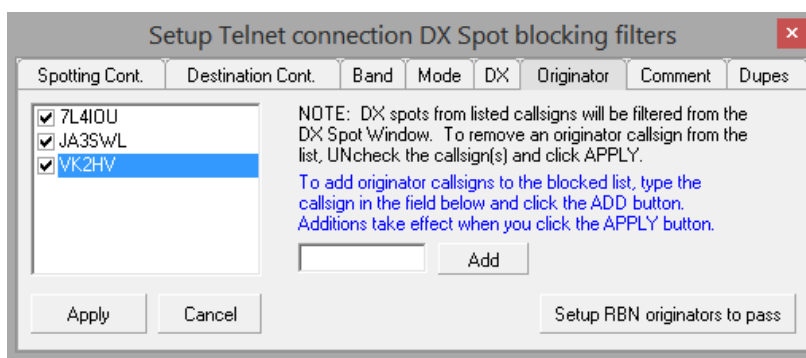 Setup Telnet connection DX Spot blocking filters
x
Spotting Cont. Destination Cont. Band Mode DX Originator Comment Dupes
7L4IOU
JA3SWL
VK2HV
NOTE: DX spots from listed callsigns will be filtered from the
DX Spot Window. To remove an originator callsign from the
list, UNcheck the callsign(s) and click APPLY.
To add originator callsigns to the blocked list, type the
callsign in the field below and click the ADD button.
Additions take effect when you click the APPLY button.
Add
Apply Cancel Setup RBN originators to pass